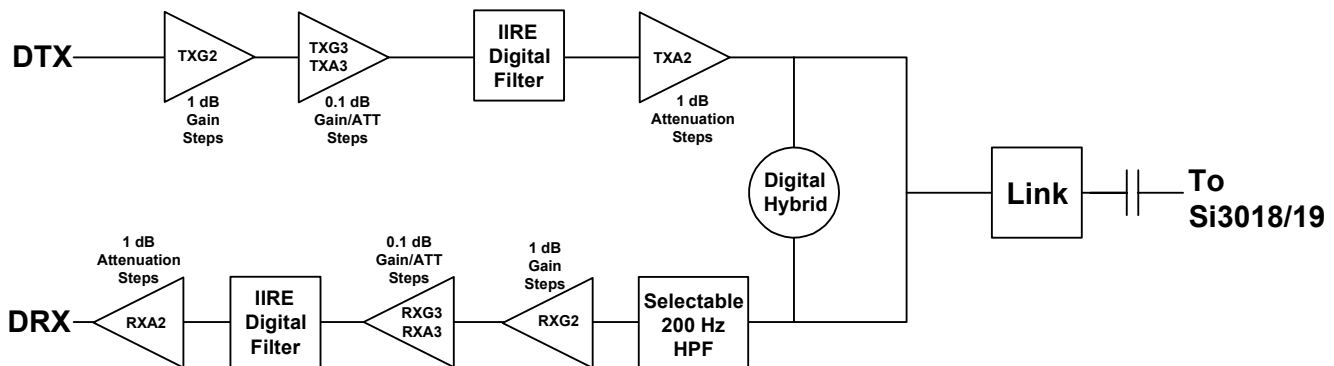 DTX
TXG2
1 dB
Gain
Steps
TXG3
TXA3
0.1 dB
Gain/ATT
Steps
IIRE
Digital
Filter
TXA2
1 dB
Attenuation
Steps
Digital
Hybrid
Link
To
Si3018/19
DRX
1 dB
Attenuation
Steps
RXA2
IIRE
Digital
Filter
0.1 dB
Gain/ATT
Steps
RXG3
RXA3
1 dB
Gain
Steps
RXG2
Selectable
200 Hz
HPF